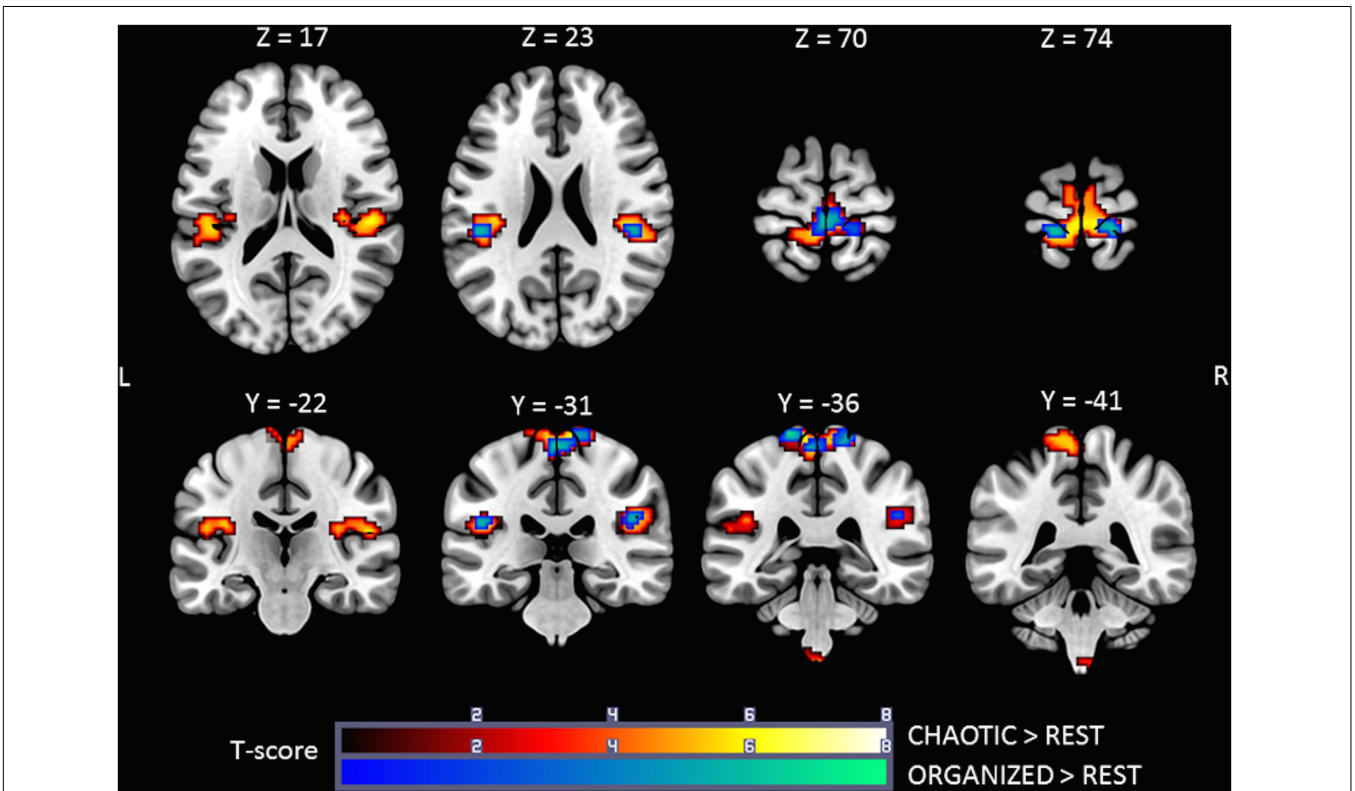 Z = 17 Z = 23 Z = 70 Z = 74
L R
Y = -22 Y = -31 Y = -36 Y = -41
2 4 6 8
CHAOTIC > REST
T-score 2 4 6 8
ORGANIZED > REST